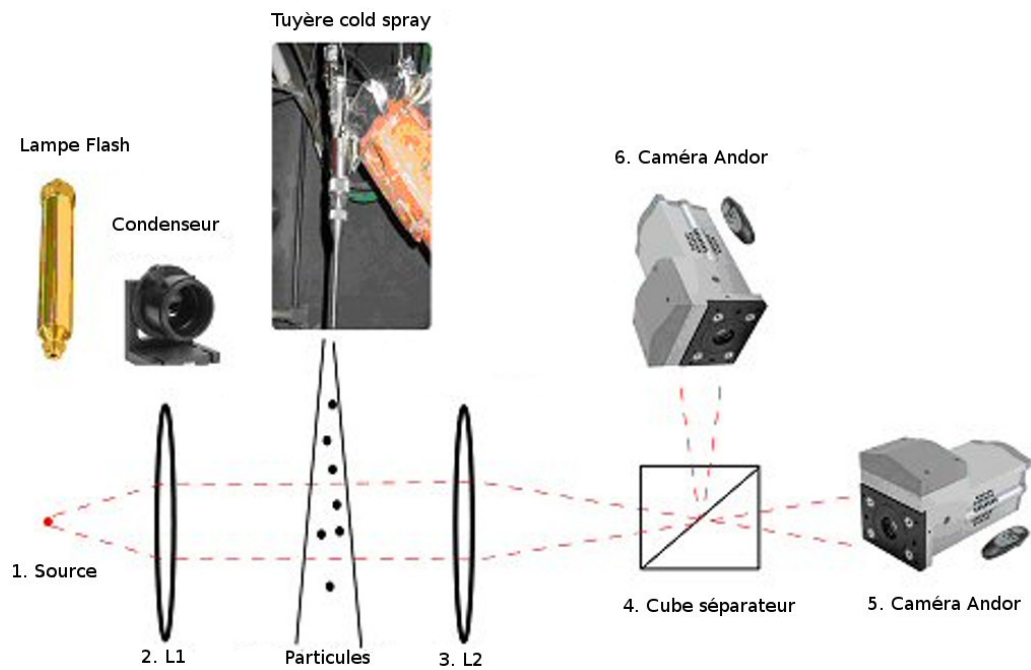 Tuyère cold spray
Lampe Flash
6. Caméra Andor
Condenseur
1. Source
4. Cube séparateur
5. Caméra Andor
2. L1
Particules
3. L2